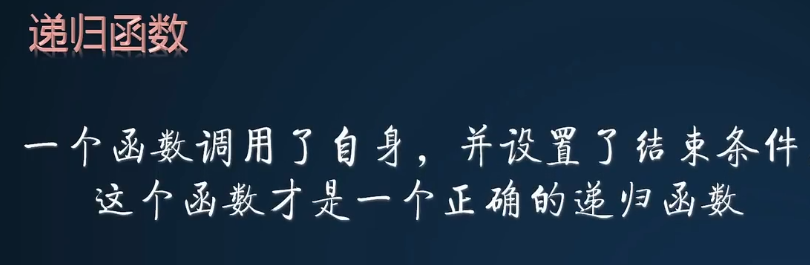 递归函数
一个函数调用了自身，并设置了结束条件
这个函数才是一个正确的递归函数